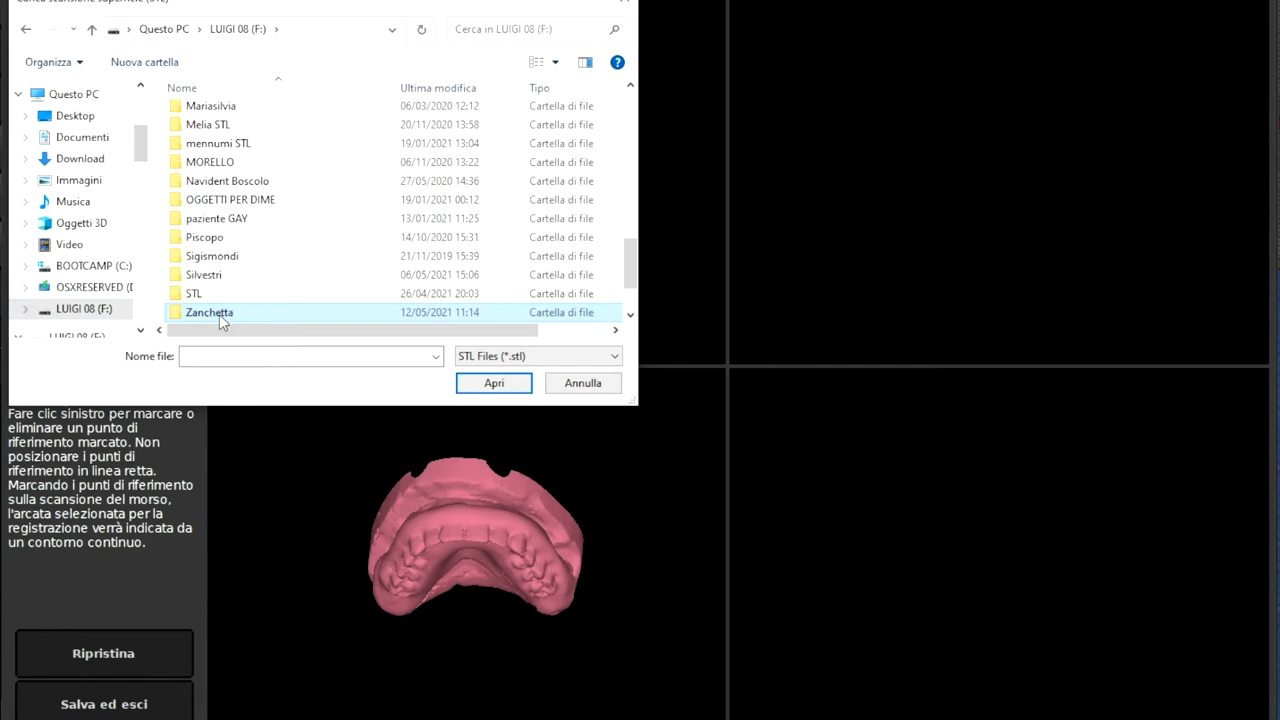 Questo PC > LUIGI 08 (F:) >
Cerca in LUIGI 08 (F:)
Organizza
Nuova cartella
Nome
Ultima modifica
Tipo
Questo PC
Desktop
Documenti
Download
Immagini
Musica
Oggetti 3D
Video
BOOTCAMP (C:)
OSXRESERVED (
LUIGI 08 (F:)
LUIGI 08 (F:)
Mariasilvia 06/03/2020 12:12 Cartella di file
Melia STL 20/11/2020 13:58 Cartella di file
mennumi STL 19/01/2021 13:04 Cartella di file
MORELLO 06/11/2020 13:22 Cartella di file
Navident Boscolo 27/05/2020 14:36 Cartella di file
OGGETTI PER DIME 19/01/2021 00:12 Cartella di file
paziente GAY 13/01/2021 11:25 Cartella di file
Piscopo 14/10/2020 15:31 Cartella di file
Sigismondi 21/11/2019 15:39 Cartella di file
Silvestri 06/05/2021 15:06 Cartella di file
STL 26/04/2021 20:03 Cartella di file
Zanchetta 12/05/2021 11:14 Cartella di file
Nome file:
STL Files (*.stl)
Apri
Annulla
Fare clic sinistro per marcare o
eliminare un punto di
riferimento marcato. Non
posizionare i punti di
riferimento in linea retta.
Marcando i punti di riferimento
sulla scansione del morso,
l'arcata selezionata per la
registrazione verrà indicata da
un contorno continuo.
Ripristina
Salva ed esci